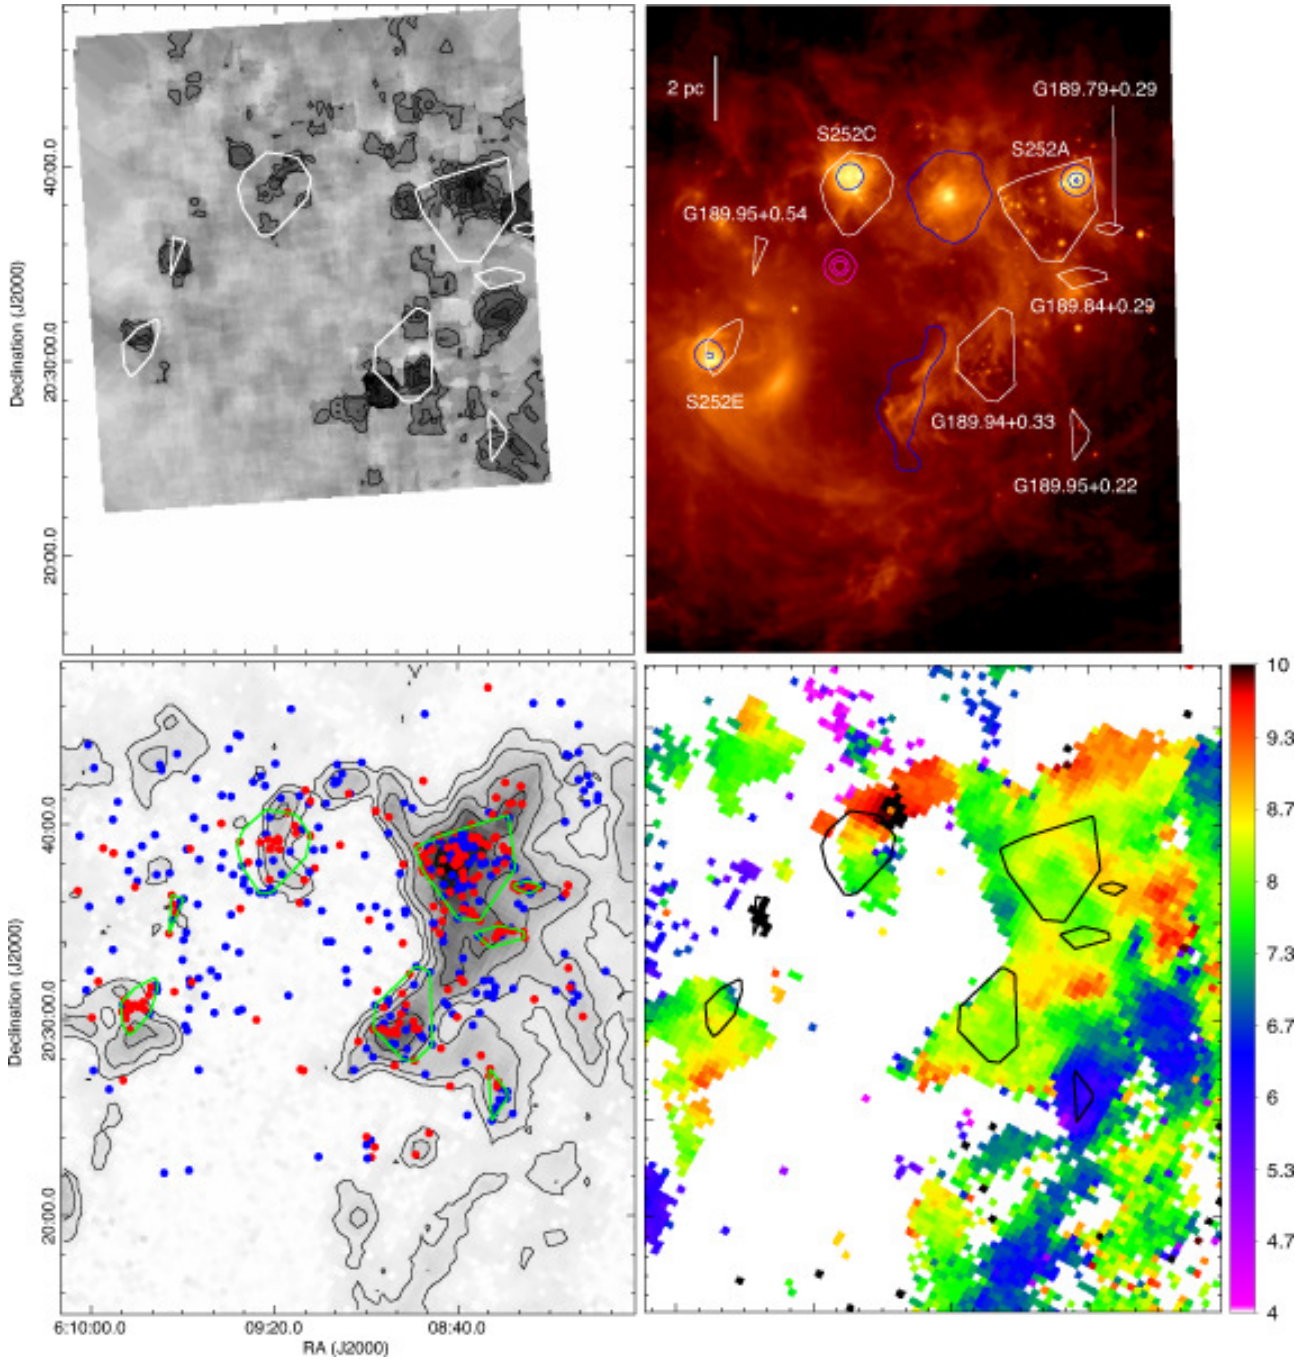 Declination (J2000)
40:00.0
20:30:00.0
20:00.0
2 pc
G189.79+0.29
S252C
S252A
G189.95+0.54
G189.84+0.29
S252E
G189.94+0.33
G189.95+0.22
Declination (J2000)
40:00.0
20:30:00.0
20:00.0
6:10:00.0
09:20.0
08:40.0
RA (J2000)
10
9.3
8.7
8
7.3
6.7
6
5.3
4.7
4